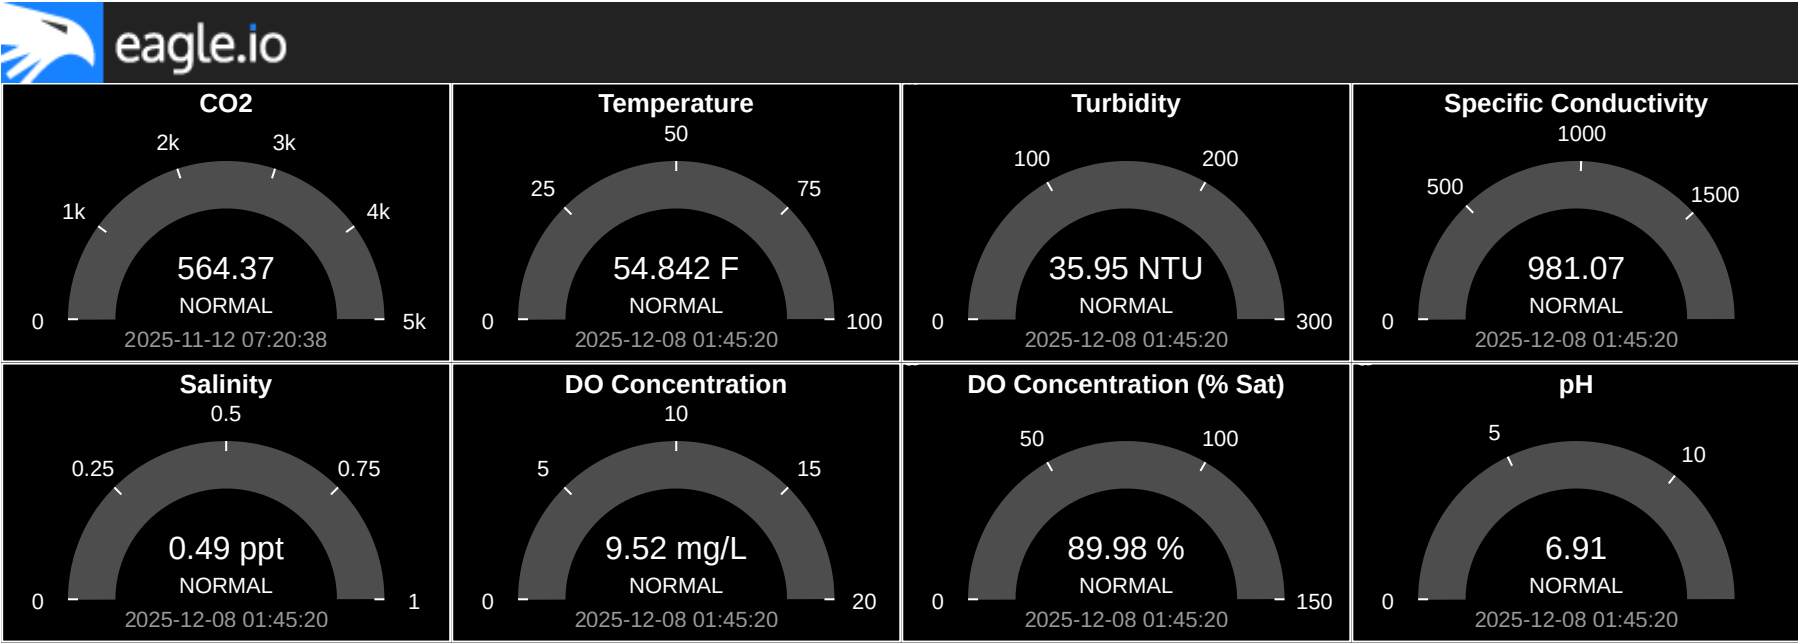 eagle.io
CO2
2k
3k
1k
4k
564.37
NORMAL
0
5k
2025-11-12 07:20:38
Temperature
50
25
75
54.842 F
NORMAL
0
100
2025-12-08 01:45:20
Turbidity
100
200
35.95 NTU
NORMAL
0
300
2025-12-08 01:45:20
Specific Conductivity
1000
500
1500
981.07
NORMAL
0
2025-12-08 01:45:20
Salinity
0.5
0.25
0.75
0.49 ppt
NORMAL
0
1
2025-12-08 01:45:20
DO Concentration
10
5
15
9.52 mg/L
NORMAL
0
20
2025-12-08 01:45:20
DO Concentration (% Sat)
50
100
89.98 %
NORMAL
0
150
2025-12-08 01:45:20
pH
5
10
6.91
NORMAL
0
2025-12-08 01:45:20